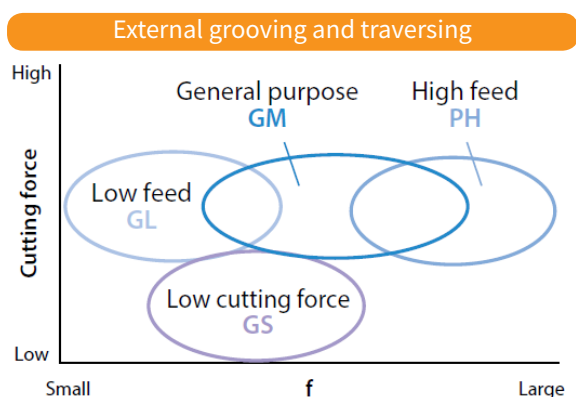 External grooving and traversing
High
General purpose
GM
High feed
PH
Cutting force
Low feed
GL
Low cutting force
GS
Low
Small
f
Large